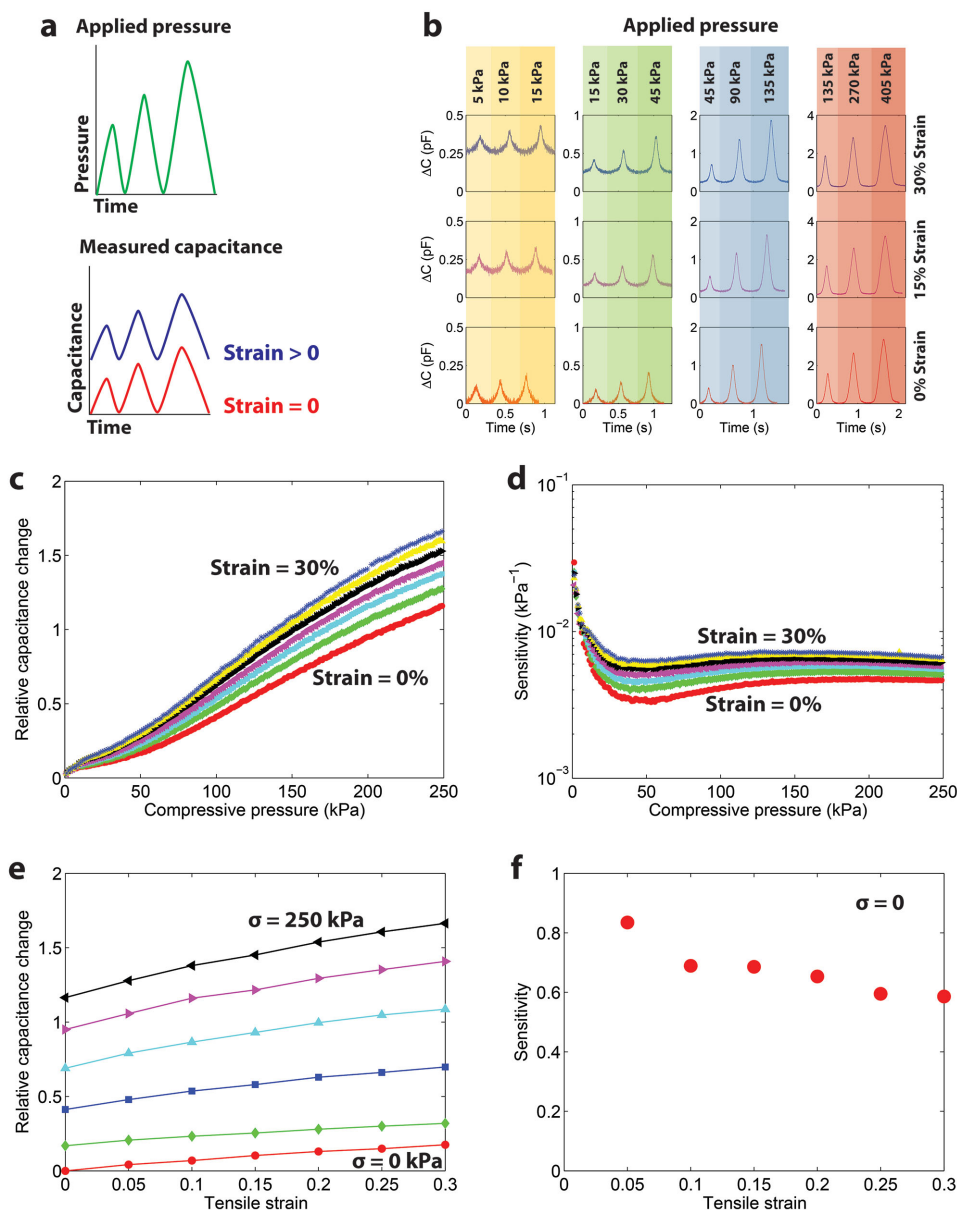 a
Applied pressure
Pressure
Time
Measured capacitance
Capacitance
Strain > 0
Strain = 0
Time
b
Applied pressure
5 kPa 10 kPa 15 kPa
15 kPa 30 kPa 45 kPa
45 kPa 90 kPa 135 kPa
135 kPa 270 kPa 405 kPa
0.5 1 2 4
ΔC (pF)
0.25 0.5 1 2
30% Strain
0 0 0 0
0.5 1 2 4
ΔC (pF)
0.25 0.5 1 2
15% Strain
0 0 0 0
0.5 1 2 4
ΔC (pF)
0.25 0.5 1 2
0% Strain
0 0 0 0
0 0.5 1 0 0.5 1 0 0.5 1 0 1 2
Time (s) Time (s) Time (s) Time (s)
c
Relative capacitance change
2
1.5
1
0.5
0
Strain = 30%
Strain = 0%
0 50 100 150 200 250
Compressive pressure (kPa)
d
Sensitivity (kPa⁻¹)
10⁻¹
10⁻²
10⁻³
Strain = 30%
Strain = 0%
0 50 100 150 200 250
Compressive pressure (kPa)
e
Relative capacitance change
2
1.5
1
0.5
0
σ = 250 kPa
σ = 0 kPa
0 0.05 0.1 0.15 0.2 0.25 0.3
Tensile strain
f
Sensitivity
1
0.8
0.6
0.4
0.2
0
σ = 0
0 0.05 0.1 0.15 0.2 0.25 0.3
Tensile strain